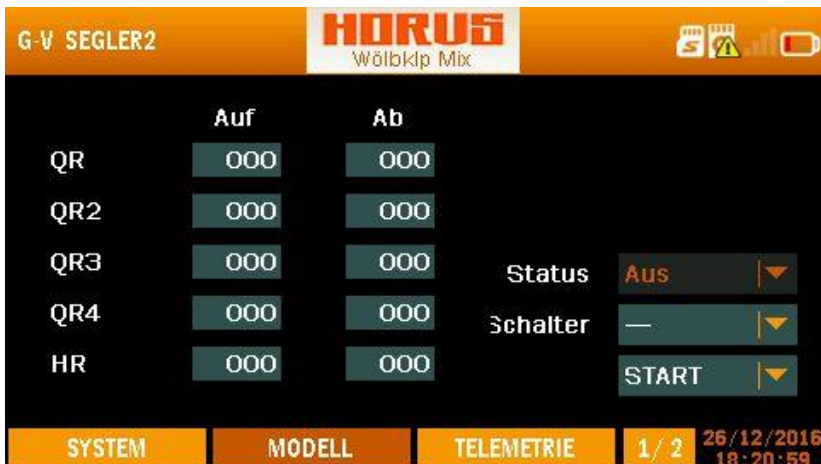 G-V SEGLER2
HORUS
Wölbklp Mix
Auf Ab
QR 000 000
QR2 000 000
QR3 000 000
Status Aus
QR4 000 000
Schalter —
HR 000 000
START
SYSTEM MODELL TELEMETRIE 1/2 26/12/2016
18:20:59